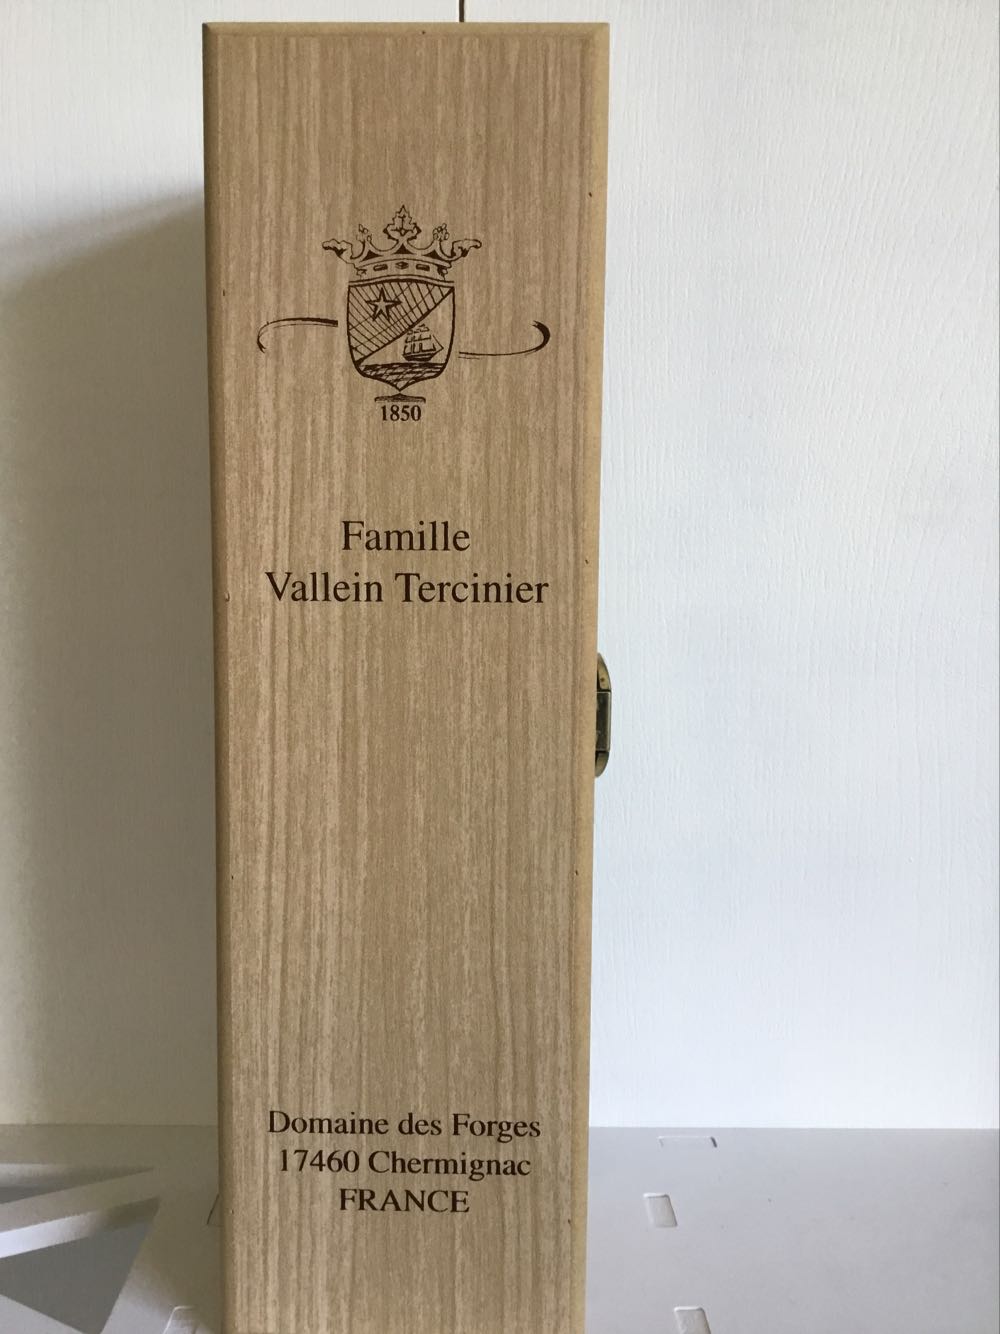 1850
Famille
Vallein Tercinier
Domaine des Forges
17460 Chermignac
FRANCE